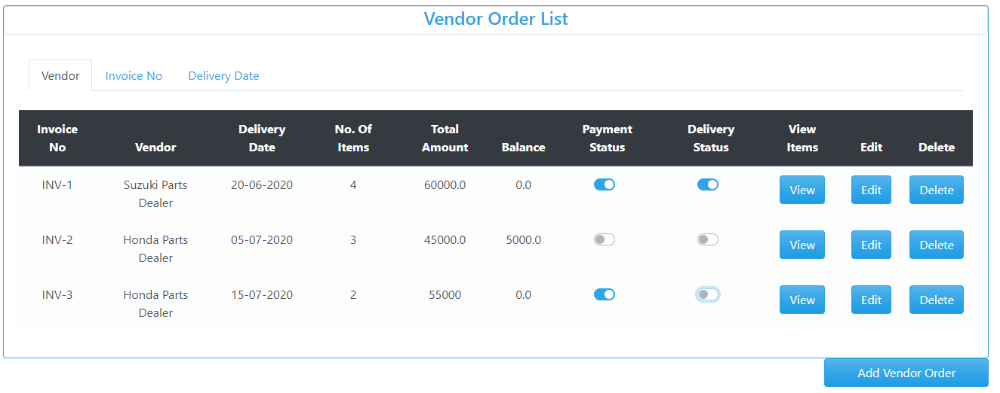 Vendor Order List
Vendor Invoice No Delivery Date
Invoice No Vendor Delivery Date No. Of Items Total Amount Balance Payment Status Delivery Status View Items Edit Delete
INV-1 Suzuki Parts Dealer 20-06-2020 4 60000.0 0.0 View Edit Delete
INV-2 Honda Parts Dealer 05-07-2020 3 45000.0 5000.0 View Edit Delete
INV-3 Honda Parts Dealer 15-07-2020 2 55000 0.0 View Edit Delete
Add Vendor Order